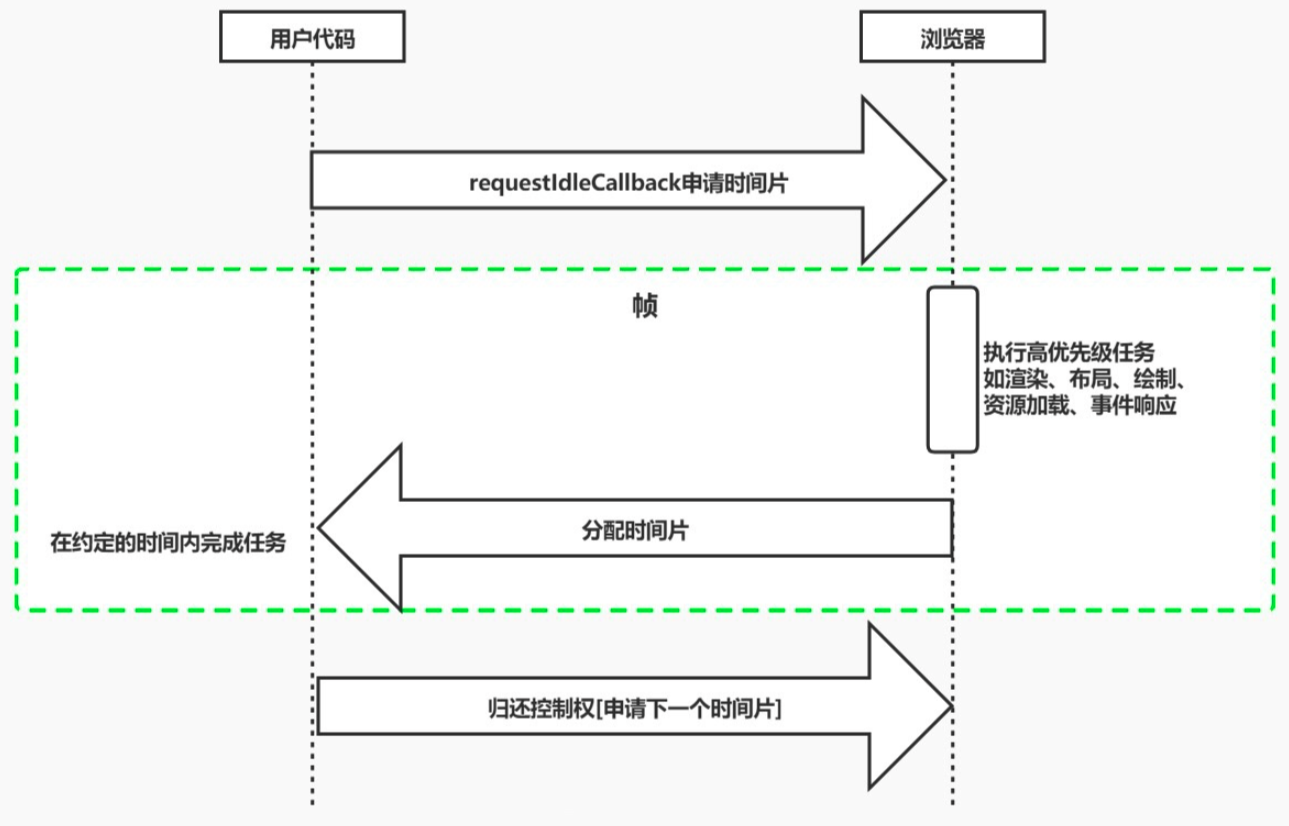 用户代码
浏览器
requestIdleCallback申请时间片
帧
执行高优先级任务
如渲染、布局、绘制、
资源加载、事件响应
分配时间片
在约定的时间内完成任务
归还控制权[申请下一个时间片]